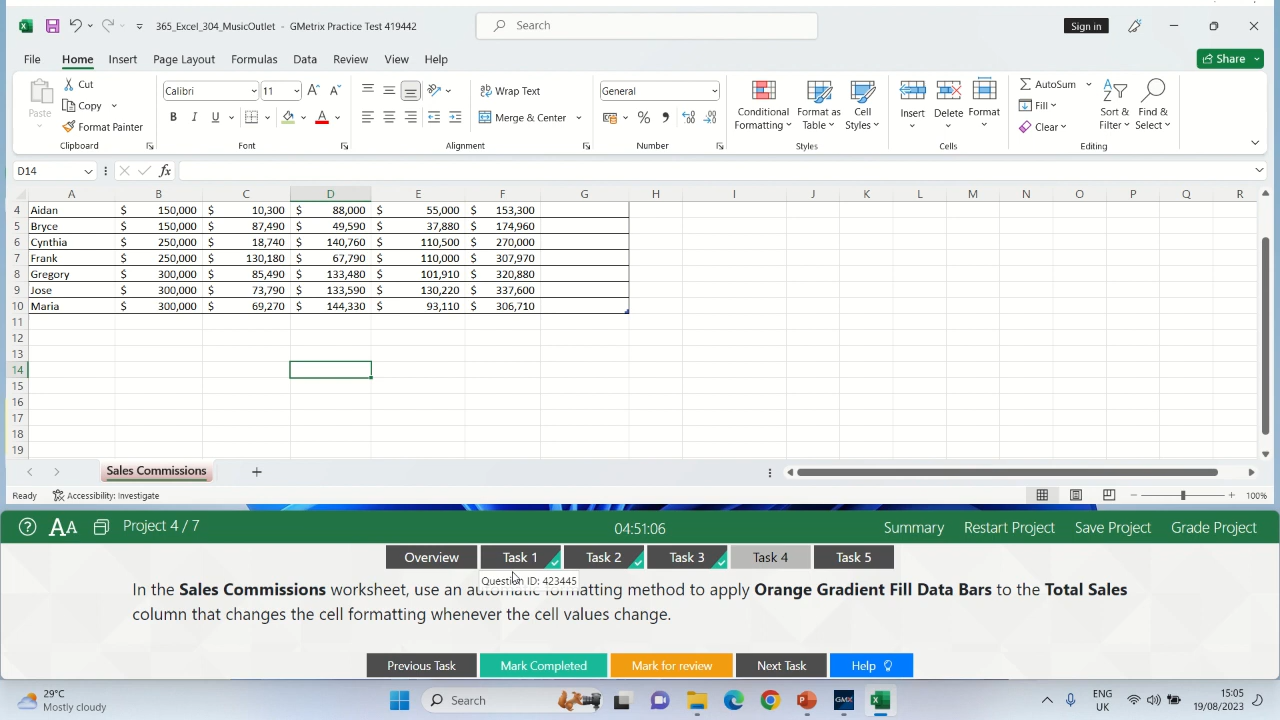 365_Excel_304_MusicOutlet - GMetrix Practice Test 419442
Search
Sign in
File Home Insert Page Layout Formulas Data Review View Help
Share
Paste
Cut
Copy
Format Painter
Clipboard
Calibri 11
B I U
Font
Wrap Text
Merge & Center
Alignment
General
Number
Conditional Formatting
Format as Table
Cell Styles
Styles
Insert Delete Format
Cells
AutoSum
Fill
Clear
Sort & Filter
Find & Select
Editing
D14
fx
A B C D E F G H I J K L M N O P Q R
4 Aidan $ 150,000 $ 10,300 $ 88,000 $ 55,000 $ 153,300
5 Bryce $ 150,000 $ 87,490 $ 49,590 $ 37,880 $ 174,960
6 Cynthia $ 250,000 $ 18,740 $ 140,760 $ 110,500 $ 270,000
7 Frank $ 250,000 $ 130,180 $ 67,790 $ 110,000 $ 307,970
8 Gregory $ 300,000 $ 85,490 $ 133,480 $ 101,910 $ 320,880
9 Jose $ 300,000 $ 73,790 $ 133,590 $ 130,220 $ 337,600
10 Maria $ 300,000 $ 69,270 $ 144,330 $ 93,110 $ 306,710
11
12
13
14
15
16
17
18
19
Sales Commissions
Ready Accessibility: Investigate 100%
AA Project 4 / 7 04:51:06 Summary Restart Project Save Project Grade Project
Overview Task 1 Task 2 Task 3 Task 4 Task 5
Question ID: 423445
In the Sales Commissions worksheet, use an automatic formatting method to apply Orange Gradient Fill Data Bars to the Total Sales
column that changes the cell formatting whenever the cell values change.
Previous Task Mark Completed Mark for review Next Task Help
29°C
Mostly cloudy
Search
GMX
ENG
UK
15:05
19/08/2023